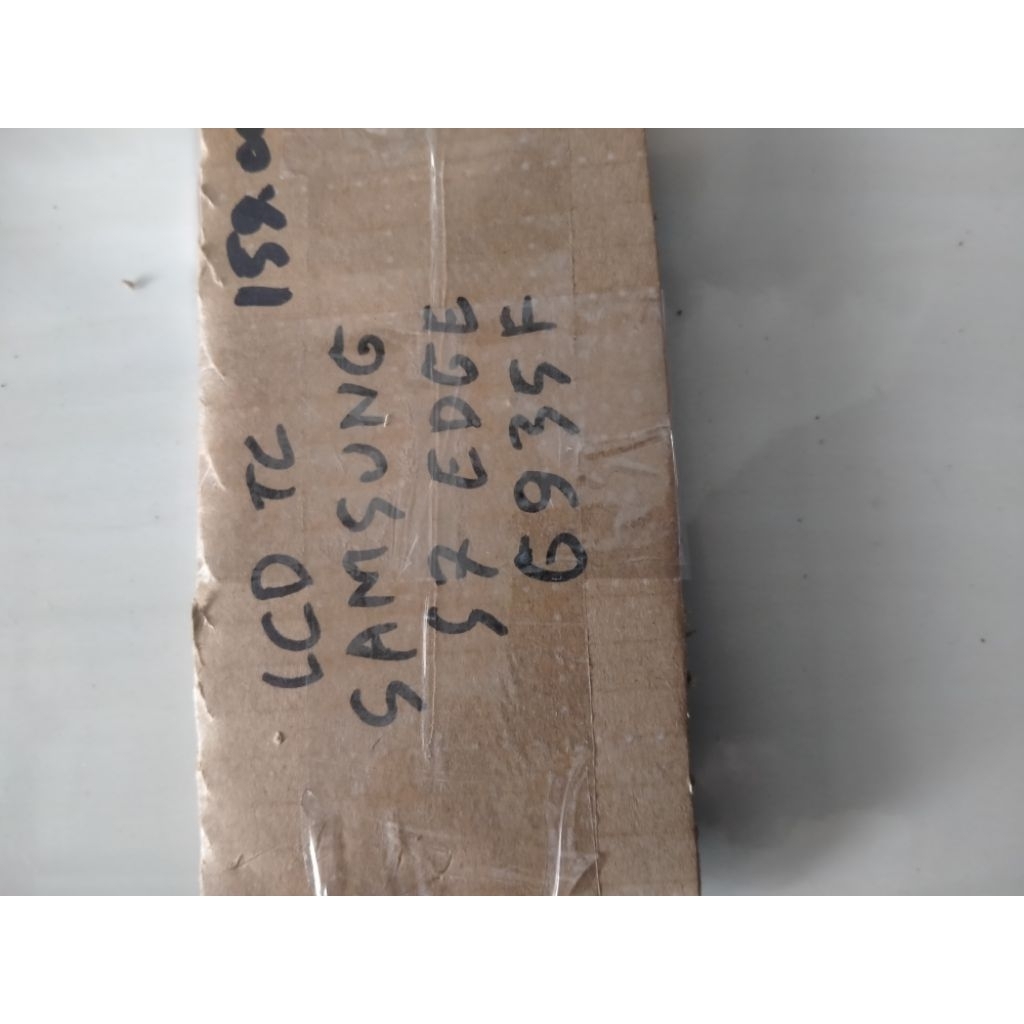 LCD TC
SAMSUNG
S7 EDGE
G935F